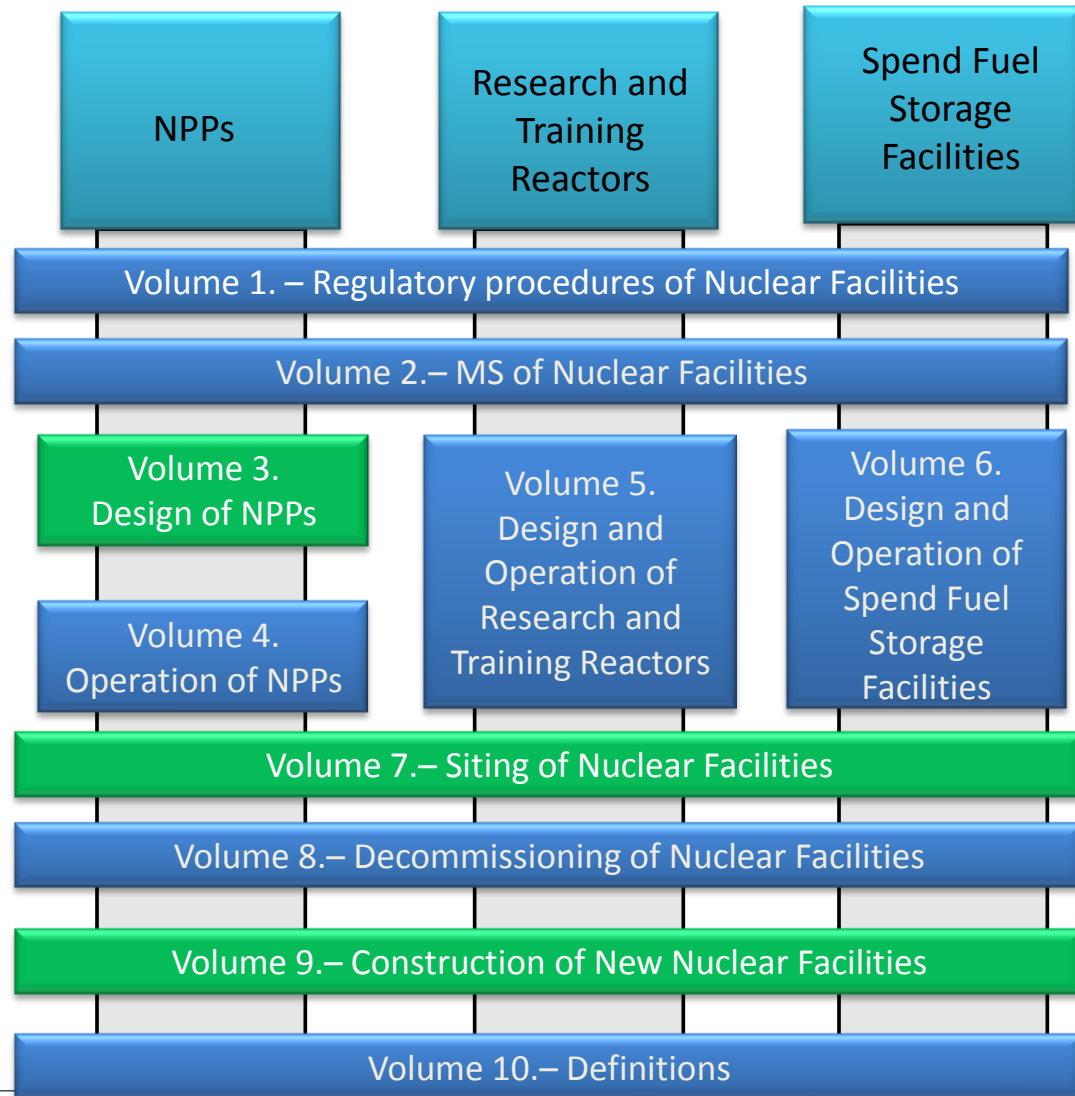 NPPs
Research and
Training
Reactors
Spend Fuel
Storage
Facilities
Volume 1. – Regulatory procedures of Nuclear Facilities
Volume 2.– MS of Nuclear Facilities
Volume 3.
Design of NPPs
Volume 4.
Operation of NPPs
Volume 5.
Design and
Operation of
Research and
Training Reactors
Volume 6.
Design and
Operation of
Spend Fuel
Storage
Facilities
Volume 7.– Siting of Nuclear Facilities
Volume 8.– Decommissioning of Nuclear Facilities
Volume 9.– Construction of New Nuclear Facilities
Volume 10.– Definitions